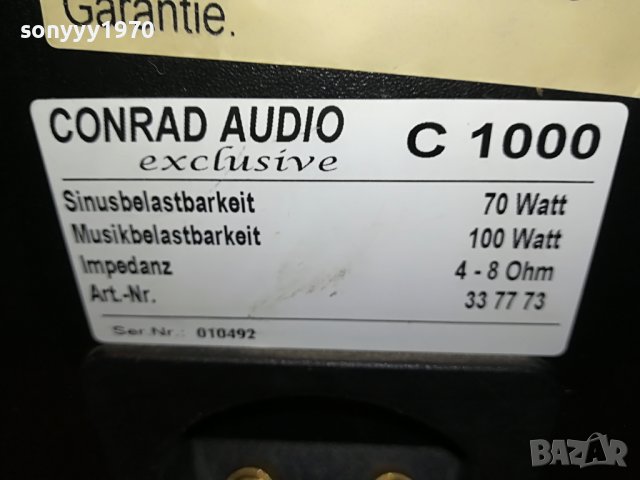 sonyyy1970
Garantie.
CONRAD AUDIO C 1000
exclusive
Sinusbelastbarkeit 70 Watt
Musikbelastbarkeit 100 Watt
Impedanz 4 - 8 Ohm
Art.-Nr. 33 77 73
Ser.Nr.: 010492
BAZAR